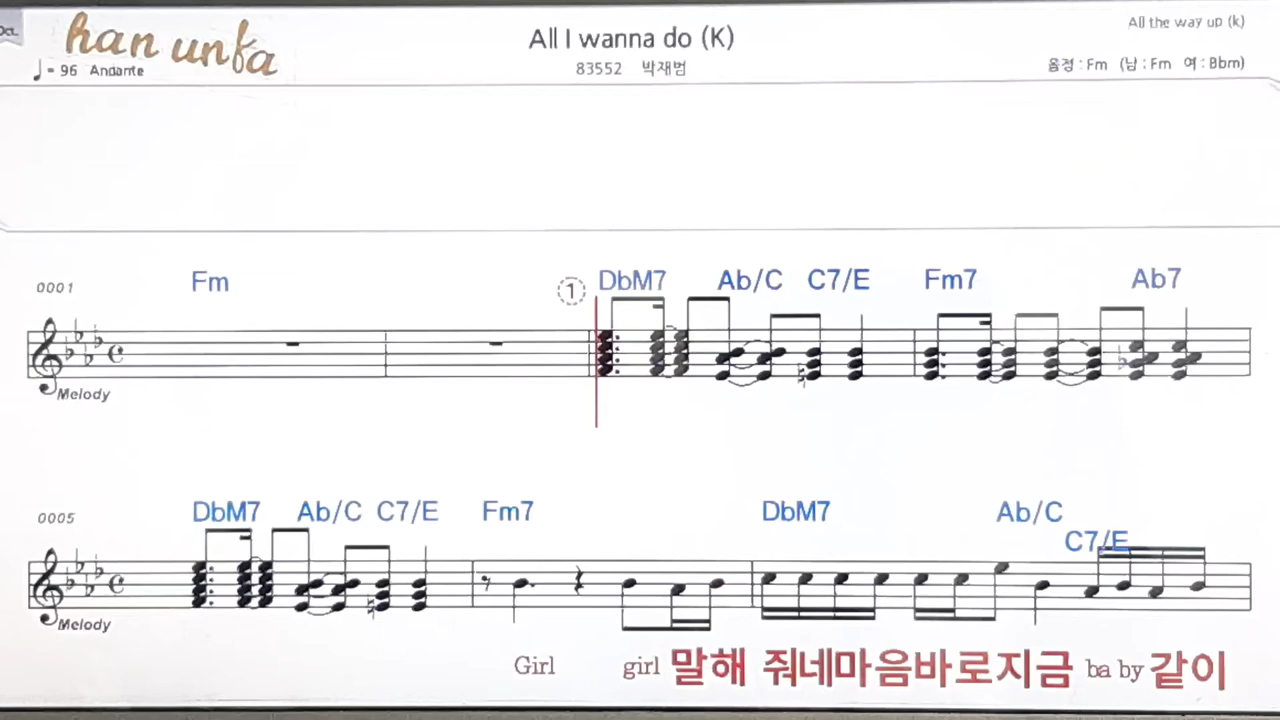 han unfa
All I wanna do (K)
All the way up (k)
♩ = 96 Andante
83552 박재범
음정 : Fm (남 : Fm 여 : Bbm)
0001
Fm
1
DbM7 Ab/C C7/E Fm7 Ab7
Melody
0005
DbM7 Ab/C C7/E Fm7 DbM7 Ab/C
C7/E
Melody
Girl girl 말해 줘네마음바로지금 ba by 같이